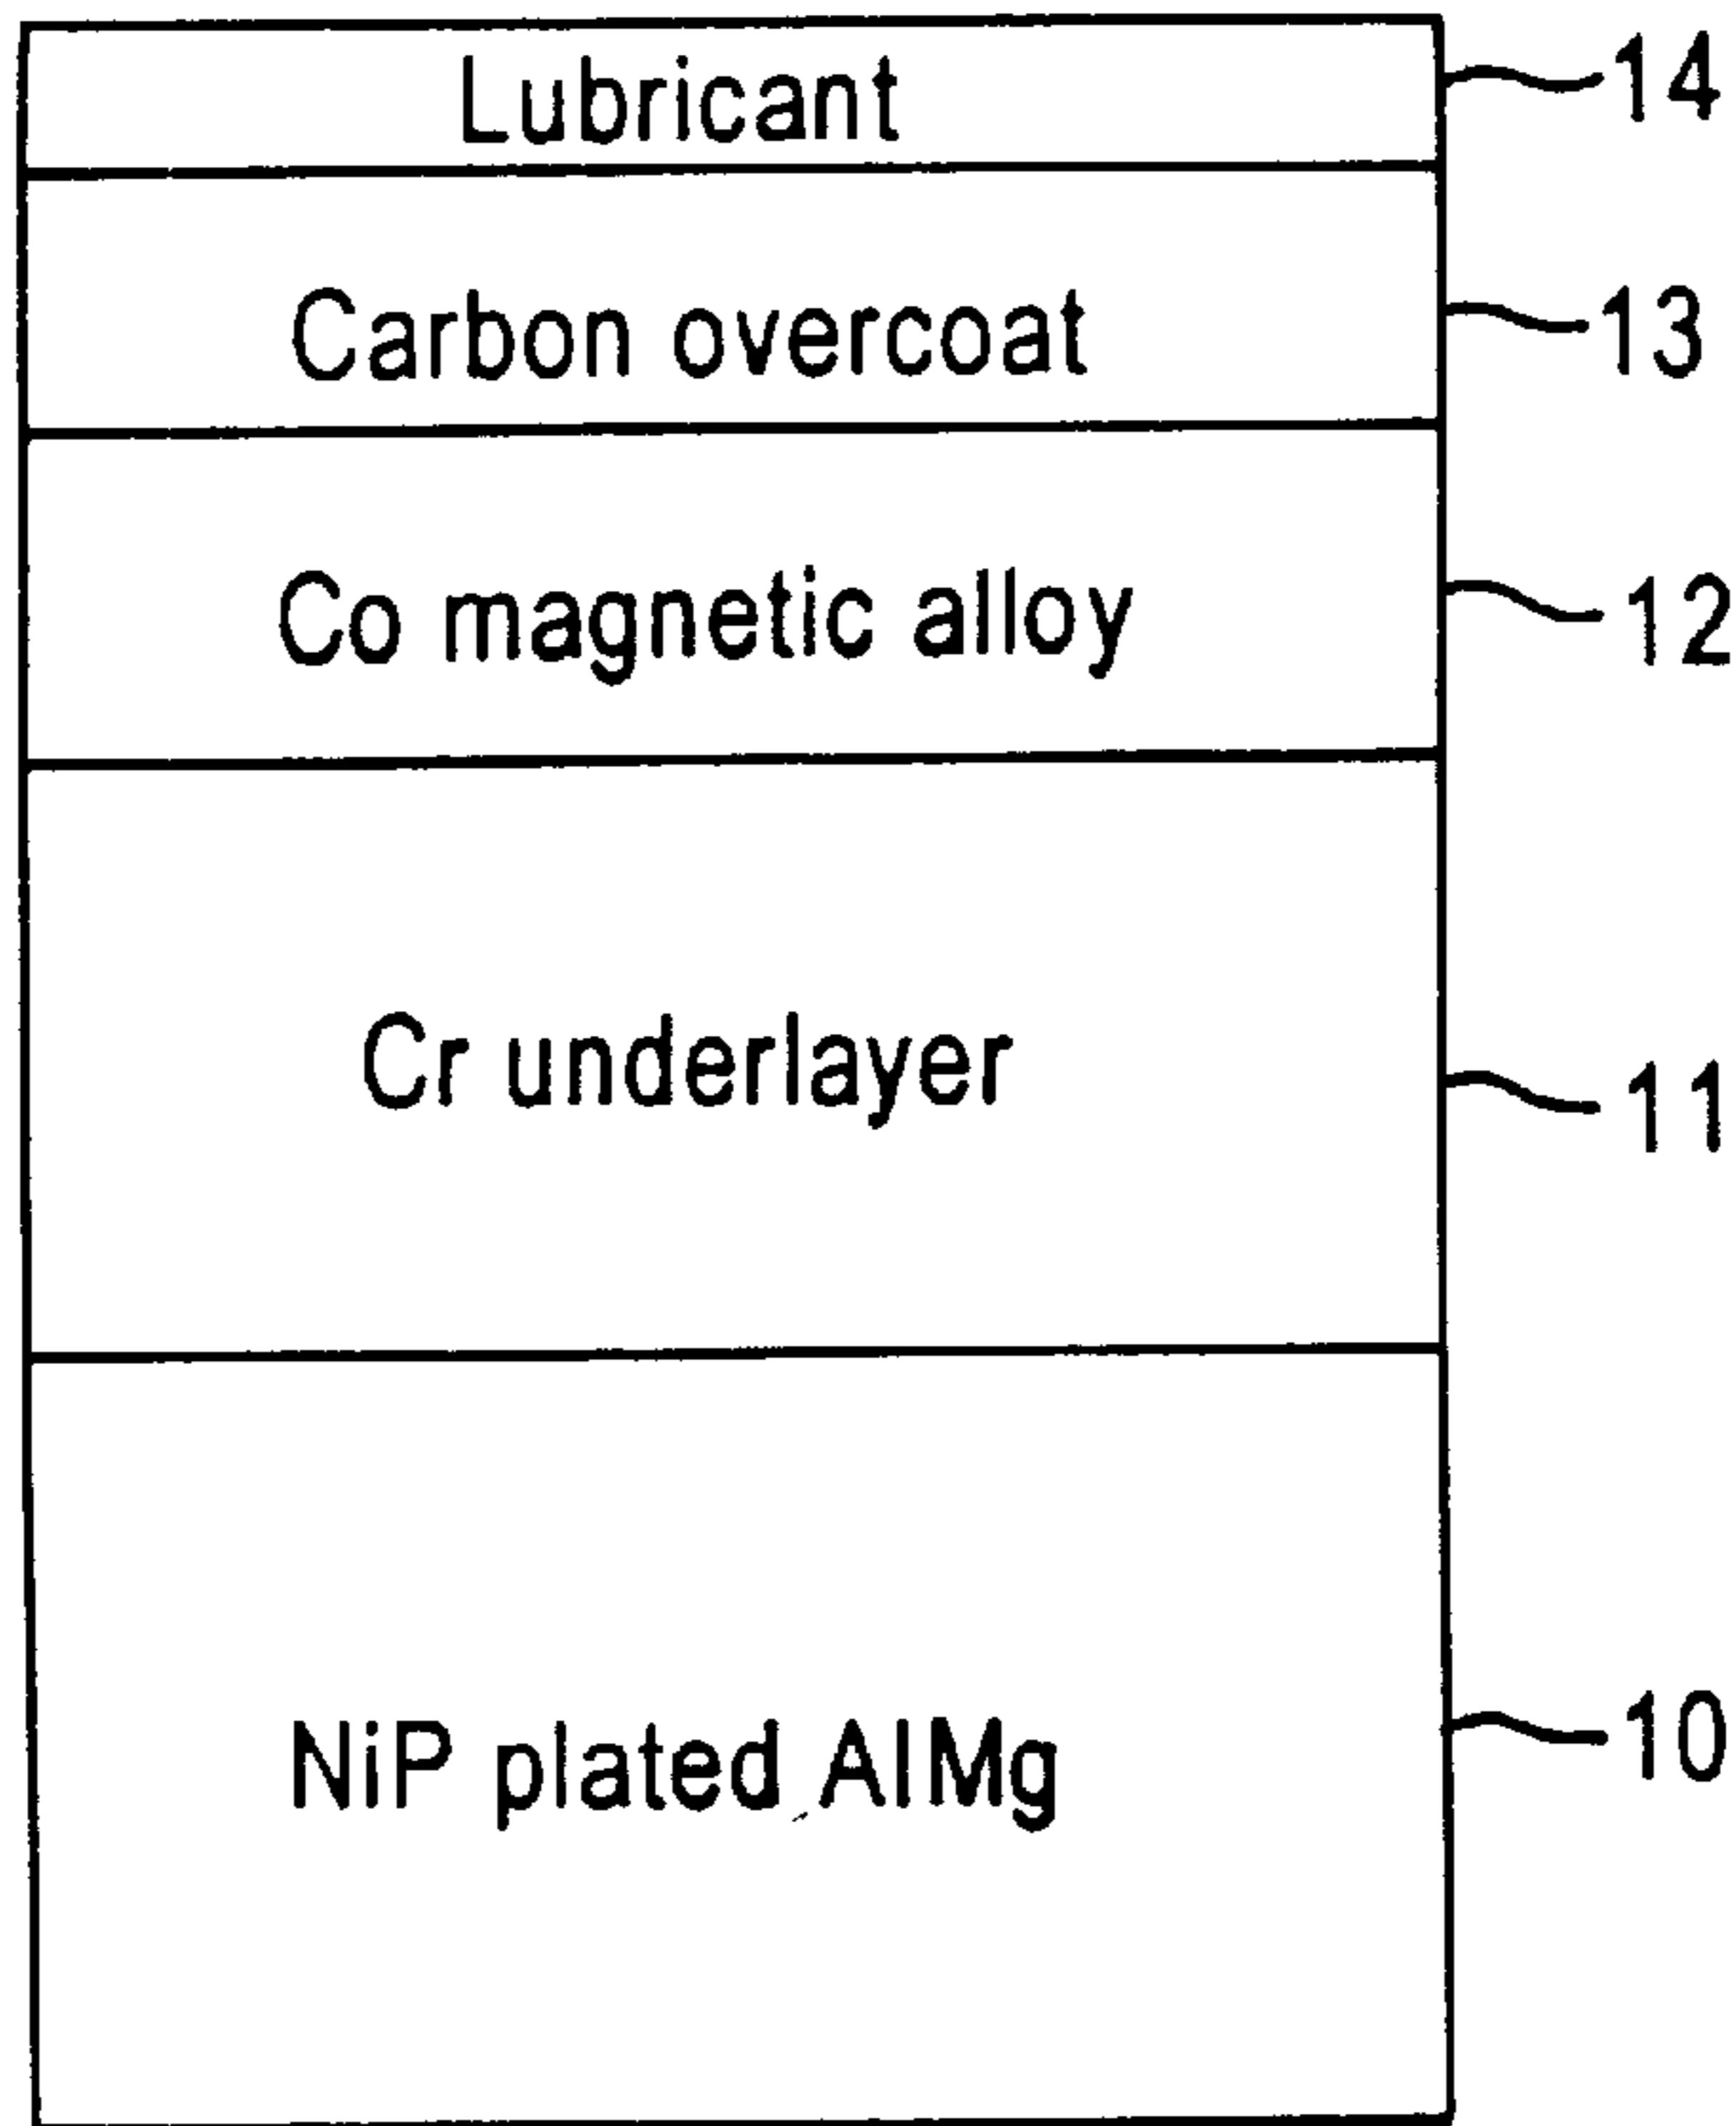 Lubricant 14
Carbon overcoat 13
Co magnetic alloy 12
Cr underlayer 11
NiP plated AlMg 10